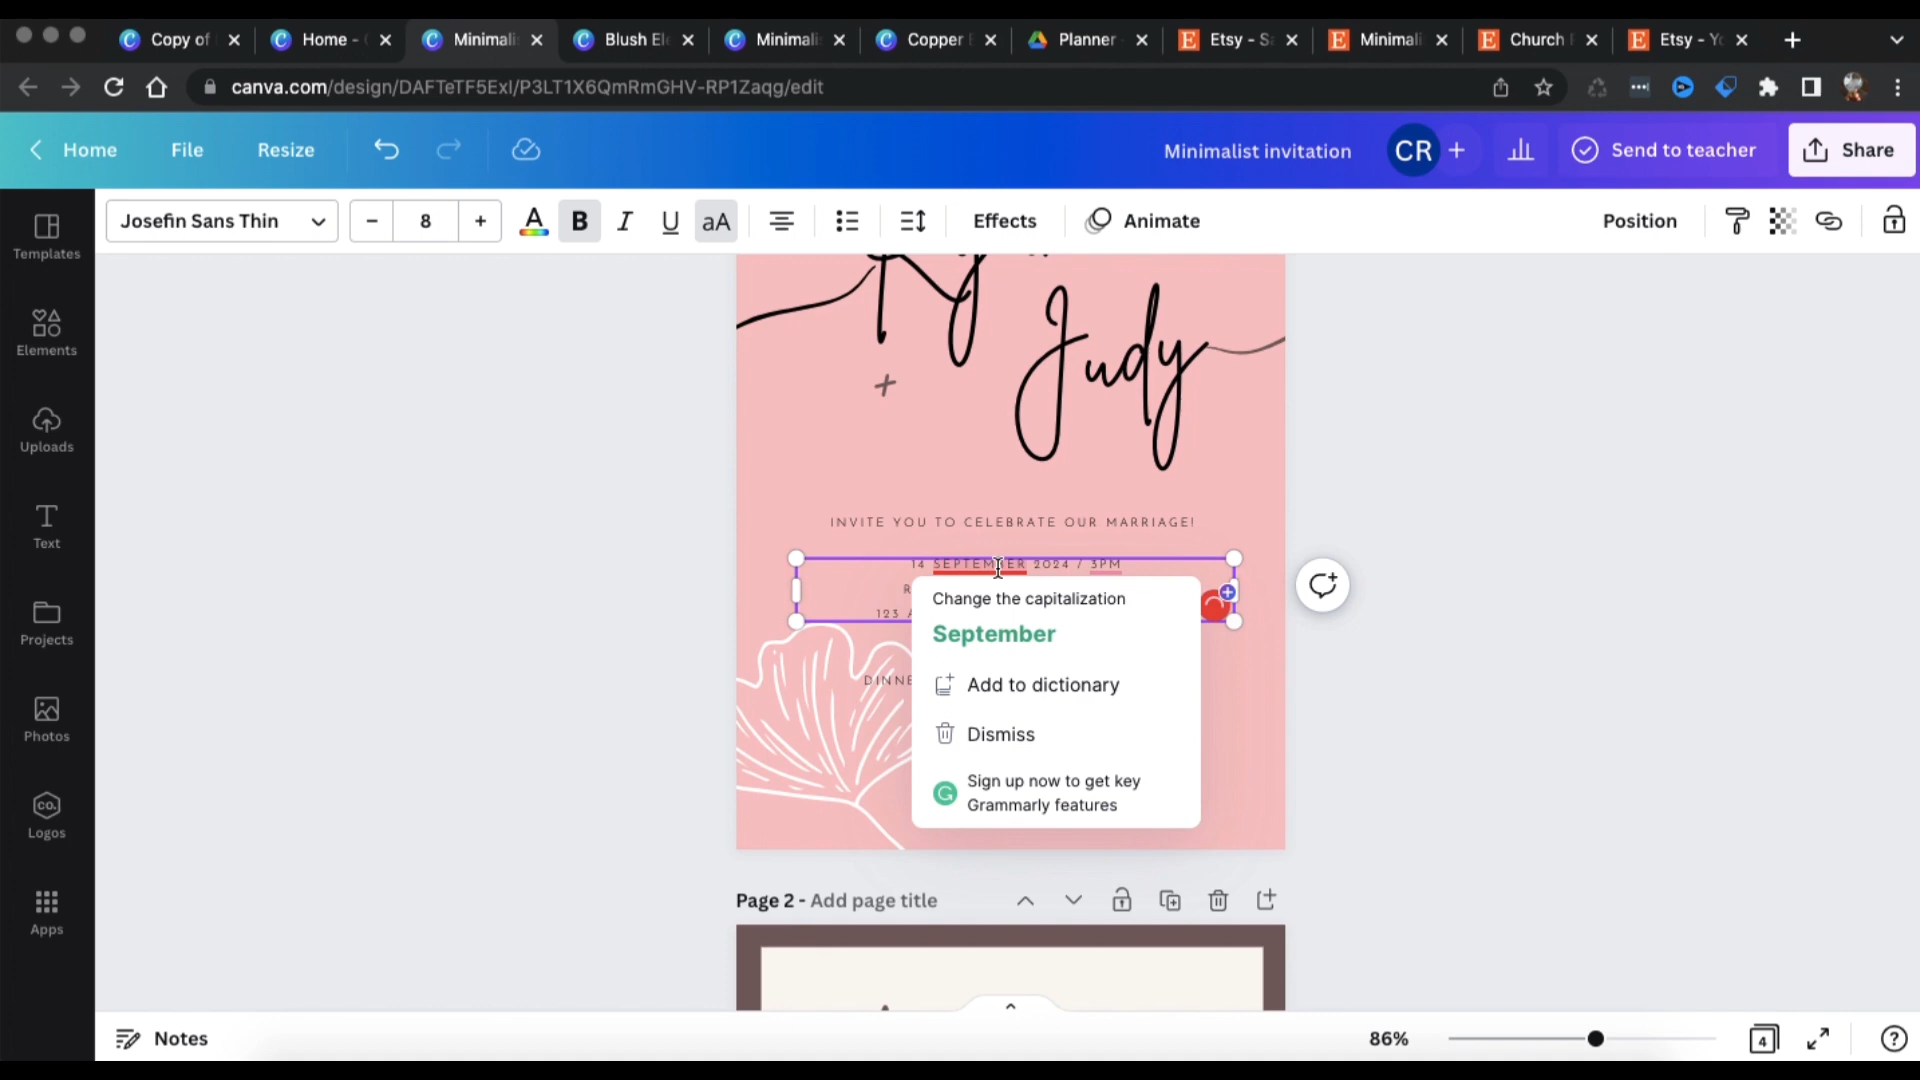 Copy of
Home -
Minimali
Blush El
Minimali
Copper
Planner -
Etsy - S
Minimali
Church
Etsy - Y
canva.com/design/DAFTeTF5ExI/P3LT1X6QmRmGHV-RP1Zaqg/edit
Home
File
Resize
Minimalist invitation
CR
Send to teacher
Share
Josefin Sans Thin
8
A
B
I
U
aA
Effects
Animate
Position
Templates
Elements
Uploads
Text
Projects
Photos
CO.
Logos
Apps
+
Judy
INVITE YOU TO CELEBRATE OUR MARRIAGE!
14 SEPTEMBER 2024 / 3PM
R
123 A
DINNE
Change the capitalization
September
Add to dictionary
Dismiss
Sign up now to get key
Grammarly features
Page 2 - Add page title
Notes
86%
4
?